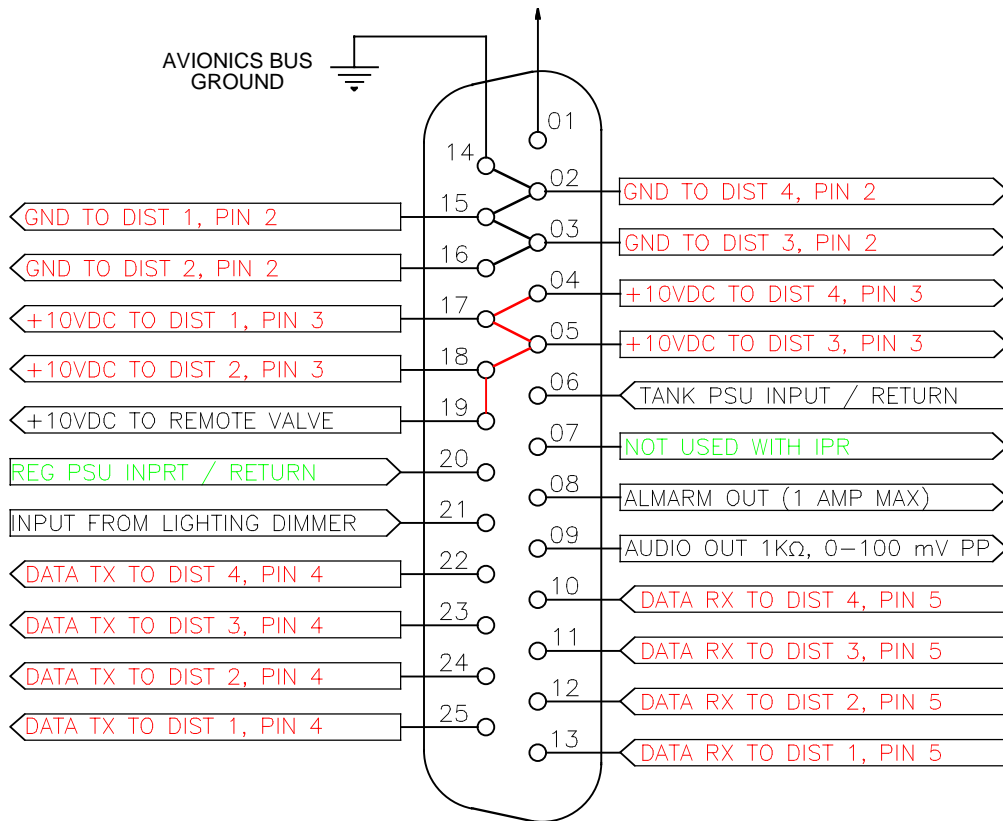 AVIONICS BUS
GROUND
01
14
02
GND TO DIST 4, PIN 2
GND TO DIST 1, PIN 2
15
03
GND TO DIST 3, PIN 2
GND TO DIST 2, PIN 2
16
04
+10VDC TO DIST 4, PIN 3
+10VDC TO DIST 1, PIN 3
17
05
+10VDC TO DIST 3, PIN 3
+10VDC TO DIST 2, PIN 3
18
06
TANK PSU INPUT / RETURN
+10VDC TO REMOTE VALVE
19
07
NOT USED WITH IPR
REG PSU INPRT / RETURN
20
08
ALMARM OUT (1 AMP MAX)
INPUT FROM LIGHTING DIMMER
21
09
AUDIO OUT 1KΩ, 0-100 mV PP
DATA TX TO DIST 4, PIN 4
22
10
DATA RX TO DIST 4, PIN 5
DATA TX TO DIST 3, PIN 4
23
11
DATA RX TO DIST 3, PIN 5
DATA TX TO DIST 2, PIN 4
24
12
DATA RX TO DIST 2, PIN 5
DATA TX TO DIST 1, PIN 4
25
13
DATA RX TO DIST 1, PIN 5